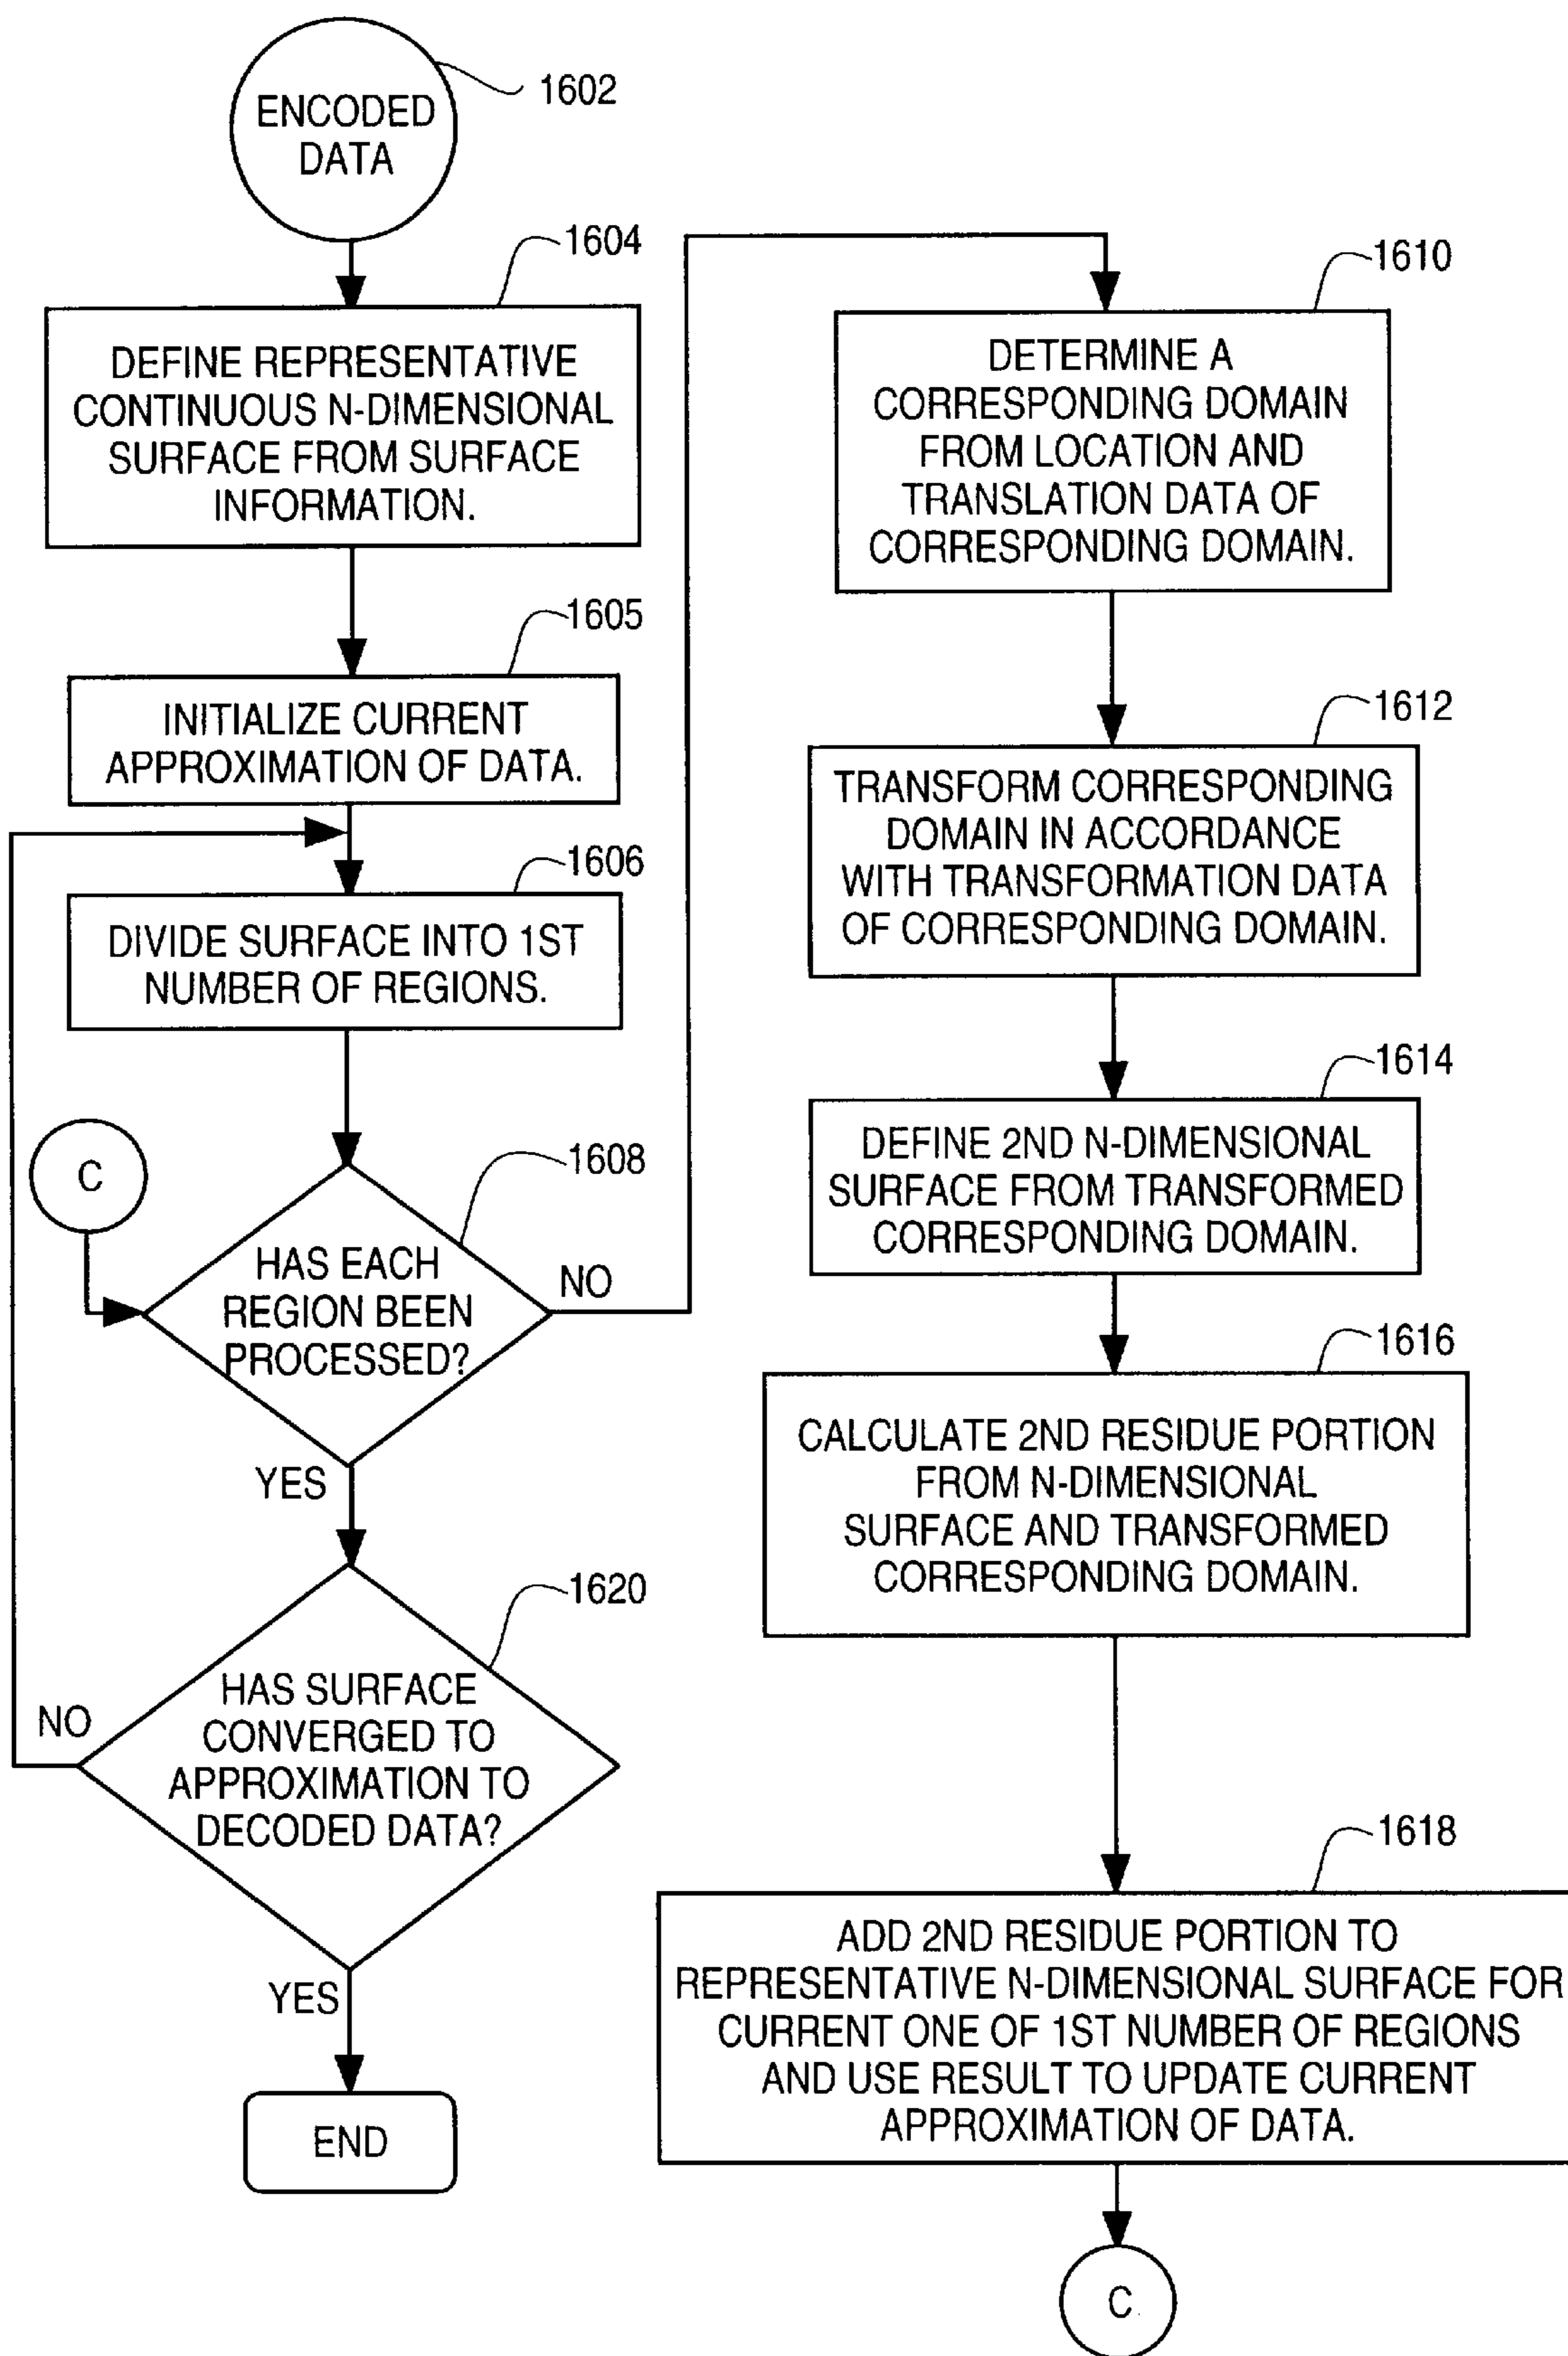 1602
ENCODED
DATA
1604
DEFINE REPRESENTATIVE
CONTINUOUS N-DIMENSIONAL
SURFACE FROM SURFACE
INFORMATION.
1605
INITIALIZE CURRENT
APPROXIMATION OF DATA.
1606
DIVIDE SURFACE INTO 1ST
NUMBER OF REGIONS.
C
1608
HAS EACH
REGION BEEN
PROCESSED?
NO
YES
1620
HAS SURFACE
CONVERGED TO
APPROXIMATION TO
DECODED DATA?
NO
YES
END
1610
DETERMINE A
CORRESPONDING DOMAIN
FROM LOCATION AND
TRANSLATION DATA OF
CORRESPONDING DOMAIN.
1612
TRANSFORM CORRESPONDING
DOMAIN IN ACCORDANCE
WITH TRANSFORMATION DATA
OF CORRESPONDING DOMAIN.
1614
DEFINE 2ND N-DIMENSIONAL
SURFACE FROM TRANSFORMED
CORRESPONDING DOMAIN.
1616
CALCULATE 2ND RESIDUE PORTION
FROM N-DIMENSIONAL
SURFACE AND TRANSFORMED
CORRESPONDING DOMAIN.
1618
ADD 2ND RESIDUE PORTION TO
REPRESENTATIVE N-DIMENSIONAL SURFACE FOR
CURRENT ONE OF 1ST NUMBER OF REGIONS
AND USE RESULT TO UPDATE CURRENT
APPROXIMATION OF DATA.
C